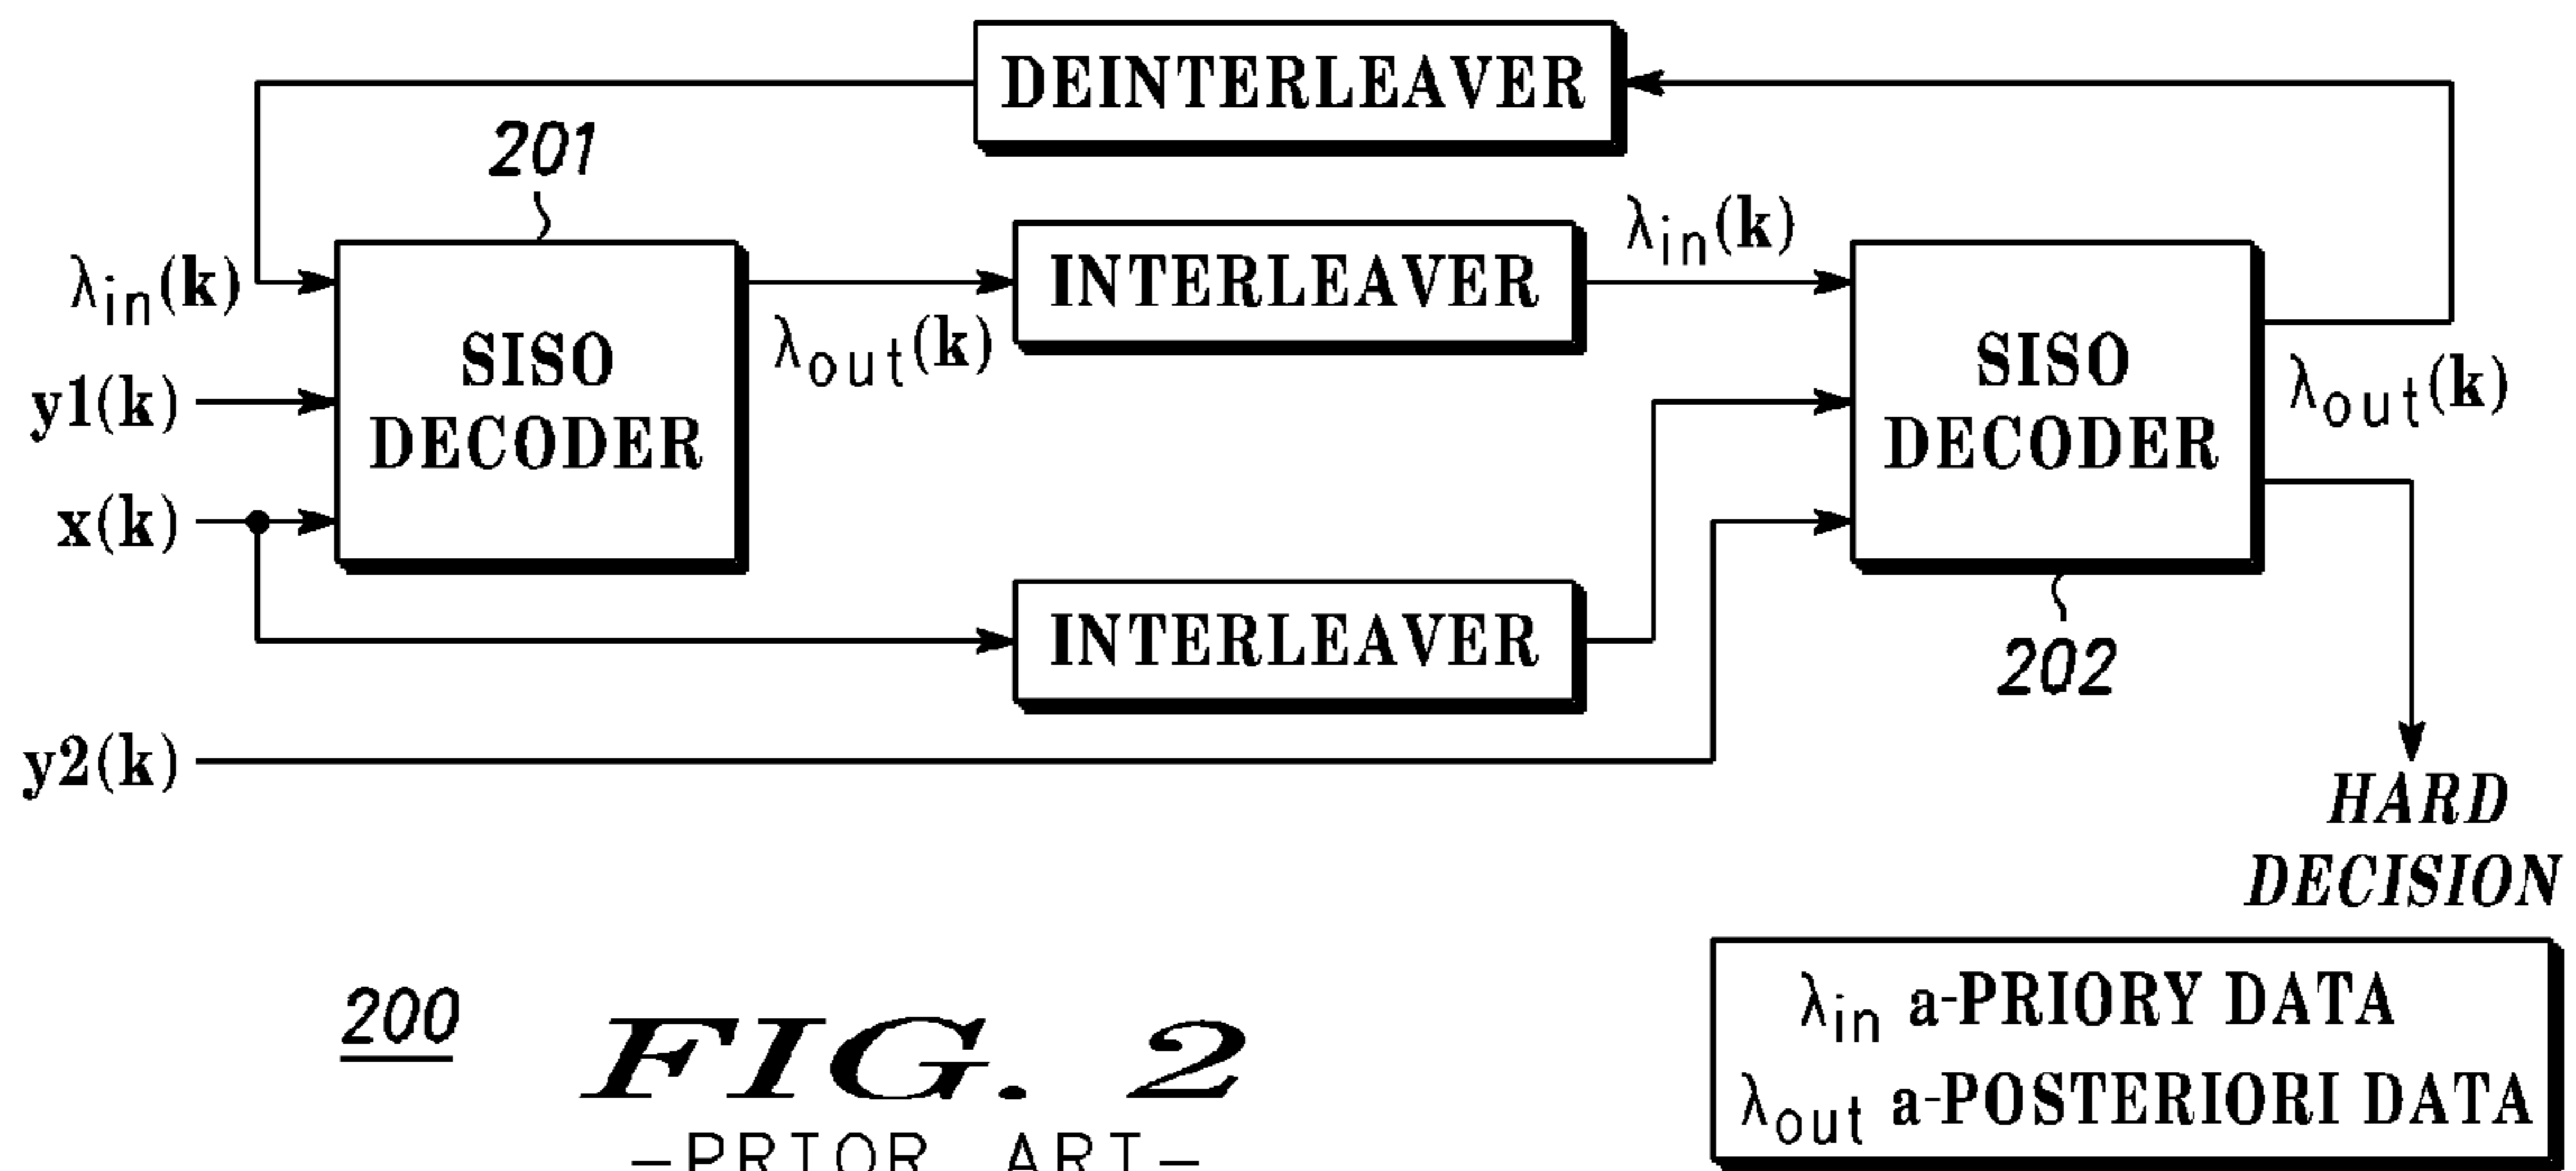 DEINTERLEAVER
201
λin(k)
y1(k)
x(k)
y2(k)
SISO
DECODER
λout(k)
INTERLEAVER
λin(k)
INTERLEAVER
SISO
DECODER
202
λout(k)
HARD
DECISION
200
FIG. 2
-PRIOR ART-
λin a-PRIORY DATA
λout a-POSTERIORI DATA